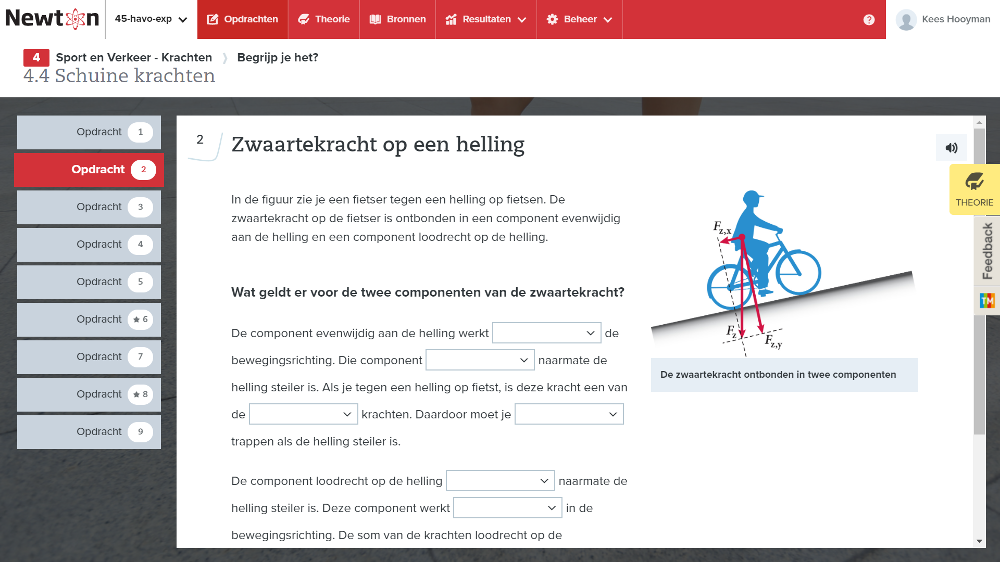 Newton
45-havo-exp
Opdrachten
Theorie
Bronnen
Resultaten
Beheer
?
Kees Hooyman
4 Sport en Verkeer - Krachten Begrijp je het?
4.4 Schuine krachten
Opdracht 1
Opdracht 2
Opdracht 3
Opdracht 4
Opdracht 5
Opdracht ★ 6
Opdracht 7
Opdracht ★ 8
Opdracht 9
2 Zwaartekracht op een helling
In de figuur zie je een fietser tegen een helling op fietsen. De
zwaartekracht op de fietser is ontbonden in een component evenwijdig
aan de helling en een component loodrecht op de helling.
Wat geldt er voor de twee componenten van de zwaartekracht?
De component evenwijdig aan de helling werkt de
bewegingsrichting. Die component naarmate de
helling steiler is. Als je tegen een helling op fietst, is deze kracht een van
de krachten. Daardoor moet je
trappen als de helling steiler is.
De component loodrecht op de helling naarmate de
helling steiler is. Deze component werkt in de
bewegingsrichting. De som van de krachten loodrecht op de
Fz,x
Fz
Fz,y
De zwaartekracht ontbonden in twee componenten
THEORIE
Feedback
TM